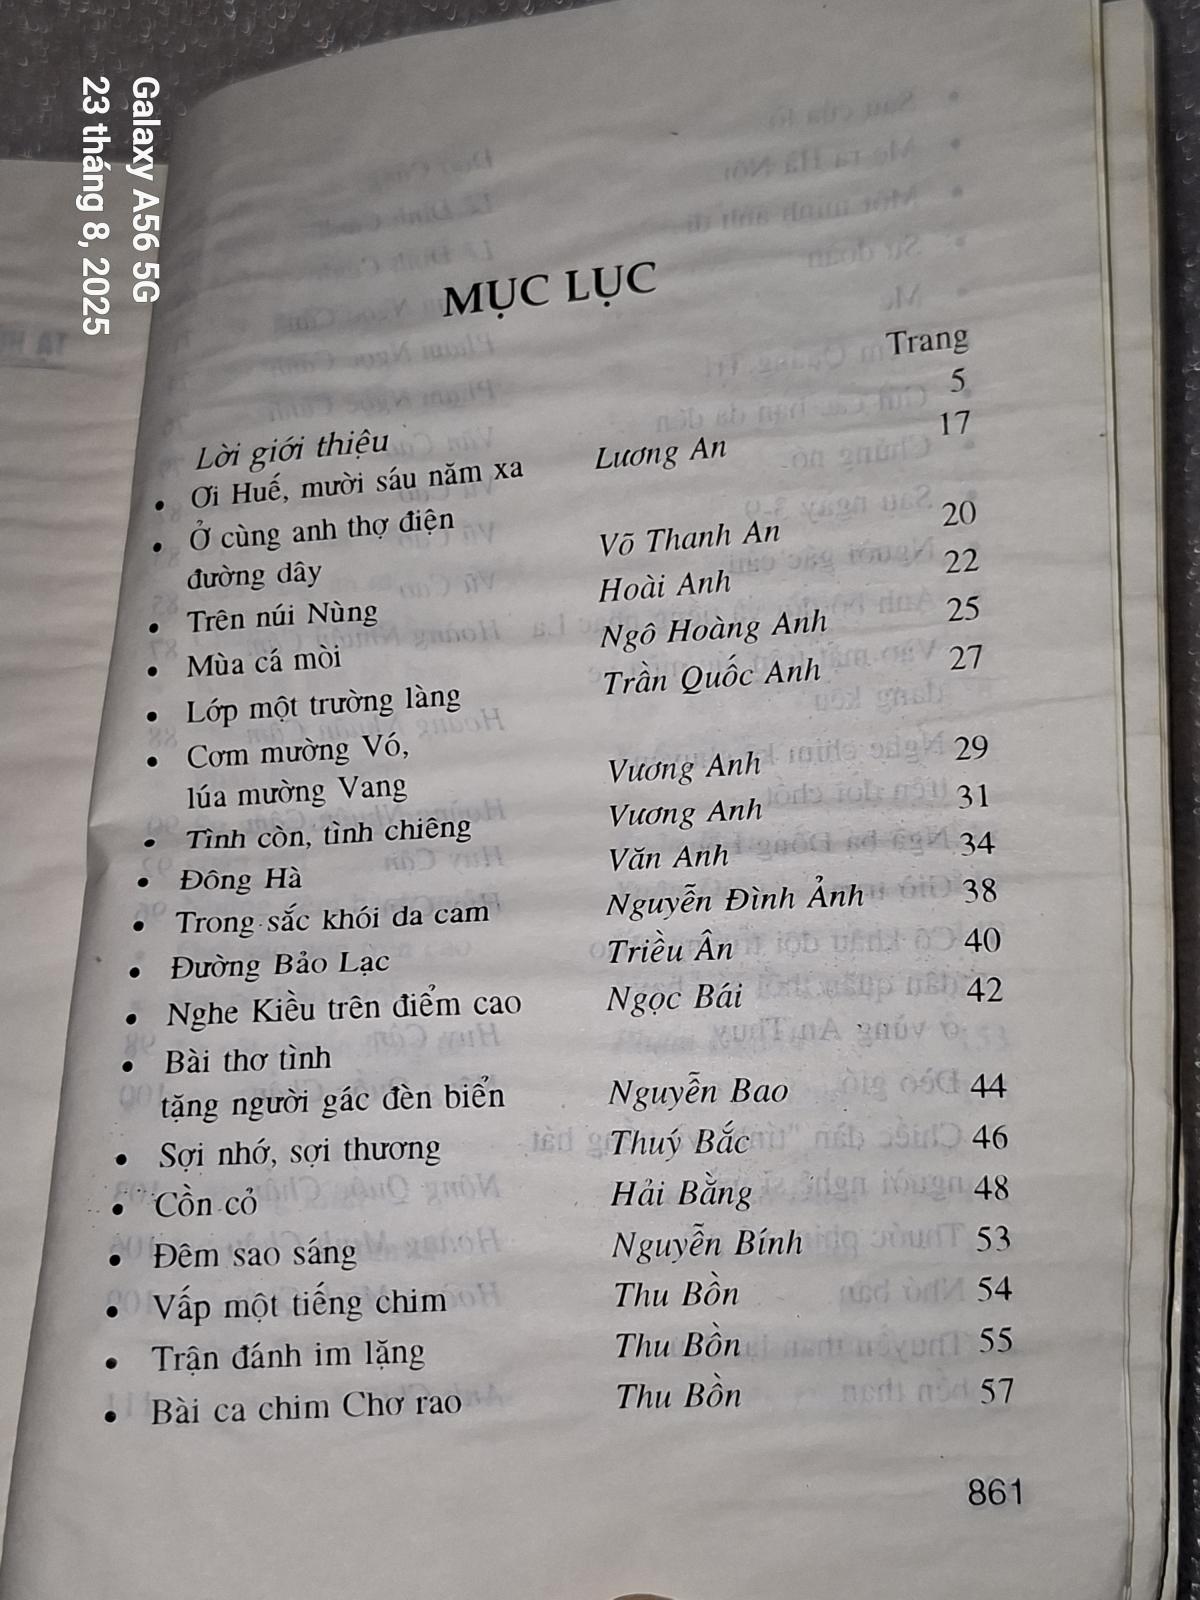 Galaxy A56 5G
23 tháng 8, 2025
MỤC LỤC
Trang
Lời giới thiệu 5
• Ơi Huế, mười sáu năm xa Lương An 17
• Ở cùng anh thợ điện
đường dây Võ Thanh An 20
• Trên núi Nùng Hoài Anh 22
• Mùa cá mòi Ngô Hoàng Anh 25
• Lớp một trường làng Trần Quốc Anh 27
• Cơm mường Vó,
lúa mường Vang Vương Anh 29
• Tình còn, tình chiêng Vương Anh 31
• Đông Hà Văn Anh 34
• Trong sắc khói da cam Nguyễn Đình Ảnh 38
• Đường Bảo Lạc Triều Ân 40
• Nghe Kiều trên điểm cao Ngọc Bái 42
• Bài thơ tình
tặng người gác đèn biển Nguyễn Bao 44
• Sợi nhớ, sợi thương Thuý Bắc 46
• Cồn cỏ Hải Bằng 48
• Đêm sao sáng Nguyễn Bính 53
• Vấp một tiếng chim Thu Bồn 54
• Trận đánh im lặng Thu Bồn 55
• Bài ca chim Chơ rao Thu Bồn 57
861